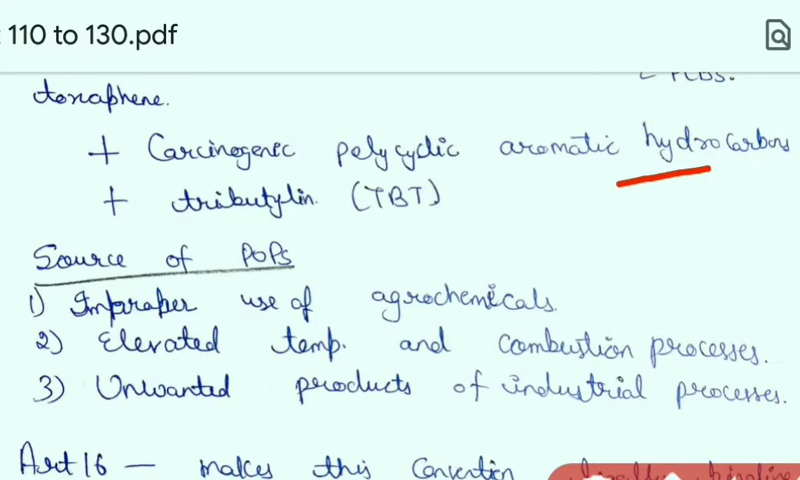 110 to 130.pdf
PCBs.
toxaphene.
+ Carcinogenic polycyclic aromatic hydrocarbons
+ tributylin (TBT)
Source of POPs
1) Improper use of agrochemicals.
2) Elevated temp. and combustion processes.
3) Unwanted products of industrial processes.
Art 16 — makes this Convention